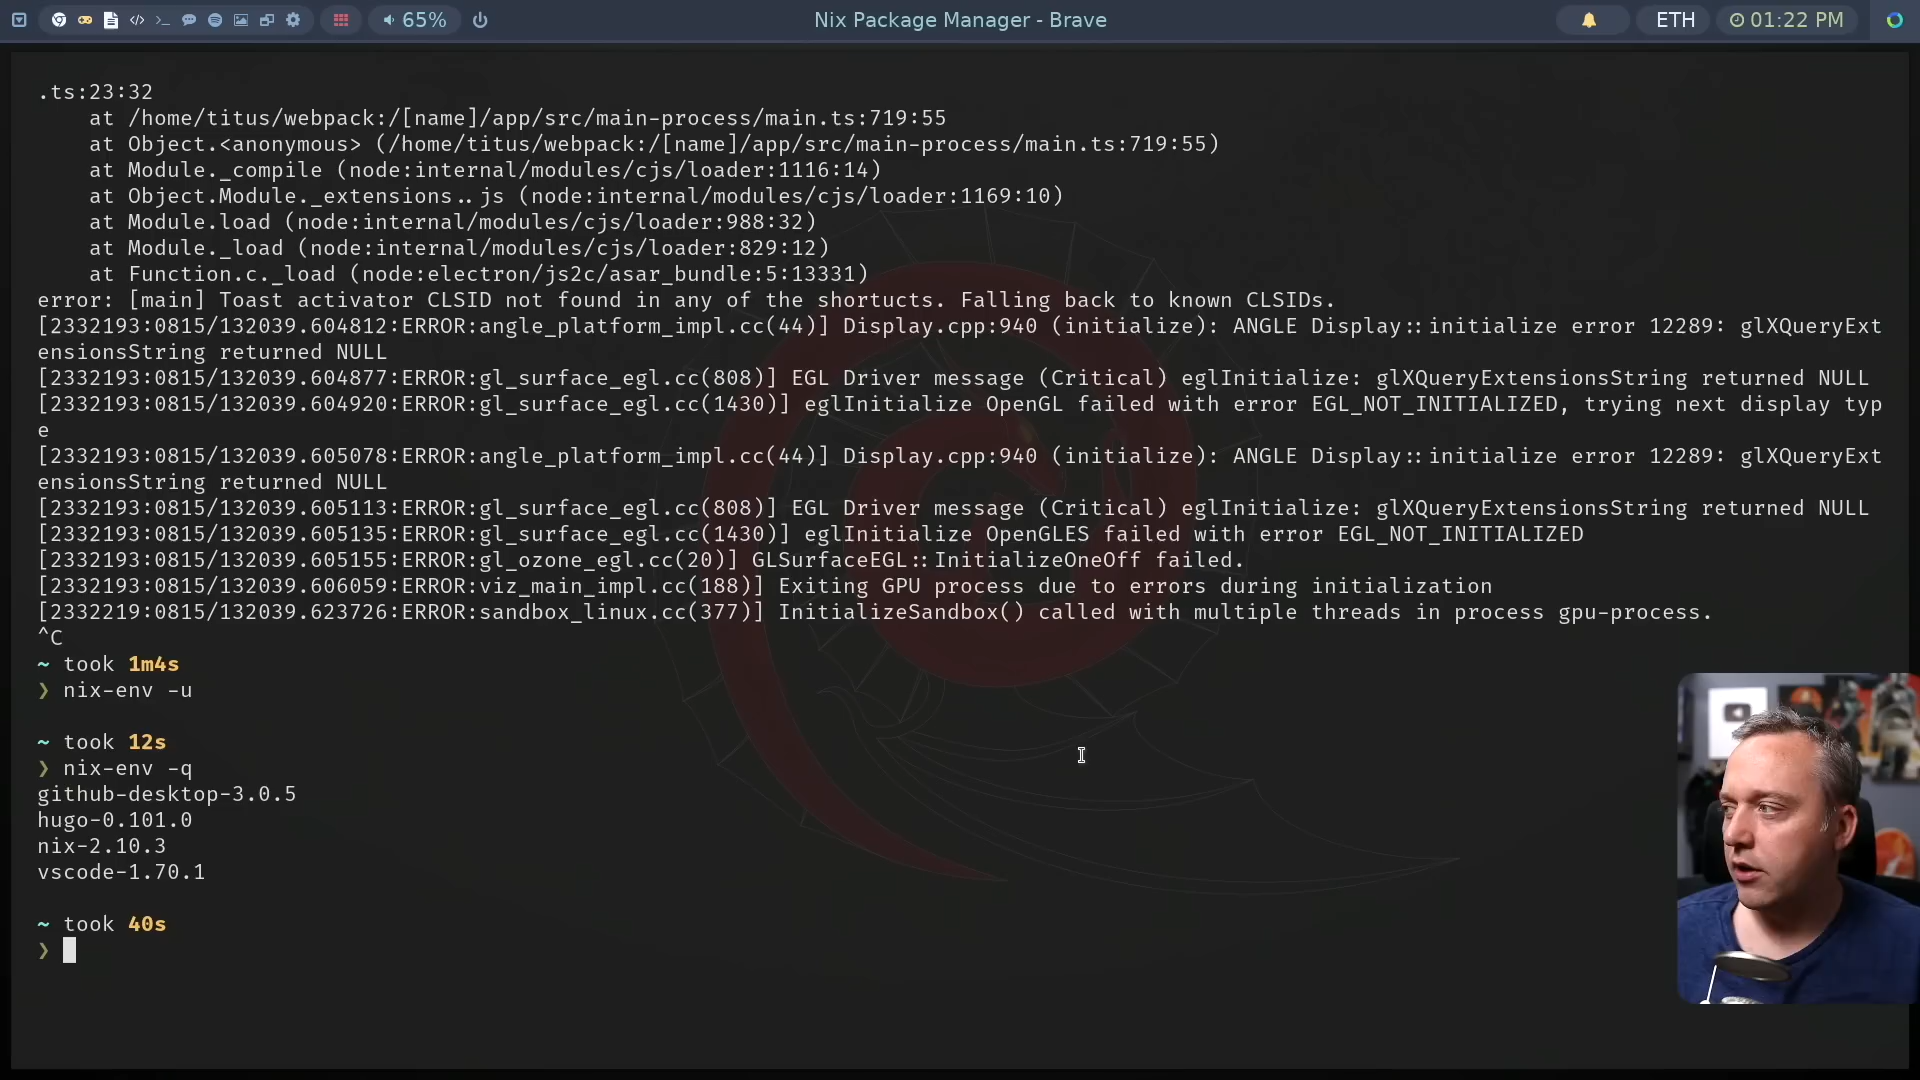 65%
Nix Package Manager - Brave
ETH
01:22 PM
.ts:23:32
    at /home/titus/webpack:/[name]/app/src/main-process/main.ts:719:55
    at Object.<anonymous> (/home/titus/webpack:/[name]/app/src/main-process/main.ts:719:55)
    at Module._compile (node:internal/modules/cjs/loader:1116:14)
    at Object.Module._extensions..js (node:internal/modules/cjs/loader:1169:10)
    at Module.load (node:internal/modules/cjs/loader:988:32)
    at Module._load (node:internal/modules/cjs/loader:829:12)
    at Function.c._load (node:electron/js2c/asar_bundle:5:13331)
error: [main] Toast activator CLSID not found in any of the shortucts. Falling back to known CLSIDs.
[2332193:0815/132039.604812:ERROR:angle_platform_impl.cc(44)] Display.cpp:940 (initialize): ANGLE Display::initialize error 12289: glXQueryExt
ensionsString returned NULL
[2332193:0815/132039.604877:ERROR:gl_surface_egl.cc(808)] EGL Driver message (Critical) eglInitialize: glXQueryExtensionsString returned NULL
[2332193:0815/132039.604920:ERROR:gl_surface_egl.cc(1430)] eglInitialize OpenGL failed with error EGL_NOT_INITIALIZED, trying next display typ
e
[2332193:0815/132039.605078:ERROR:angle_platform_impl.cc(44)] Display.cpp:940 (initialize): ANGLE Display::initialize error 12289: glXQueryExt
ensionsString returned NULL
[2332193:0815/132039.605113:ERROR:gl_surface_egl.cc(808)] EGL Driver message (Critical) eglInitialize: glXQueryExtensionsString returned NULL
[2332193:0815/132039.605135:ERROR:gl_surface_egl.cc(1430)] eglInitialize OpenGLES failed with error EGL_NOT_INITIALIZED
[2332193:0815/132039.605155:ERROR:gl_ozone_egl.cc(20)] GLSurfaceEGL::InitializeOneOff failed.
[2332193:0815/132039.606059:ERROR:viz_main_impl.cc(188)] Exiting GPU process due to errors during initialization
[2332219:0815/132039.623726:ERROR:sandbox_linux.cc(377)] InitializeSandbox() called with multiple threads in process gpu-process.
^C
~ took 1m4s
❯ nix-env -u
~ took 12s
❯ nix-env -q
github-desktop-3.0.5
hugo-0.101.0
nix-2.10.3
vscode-1.70.1
~ took 40s
❯